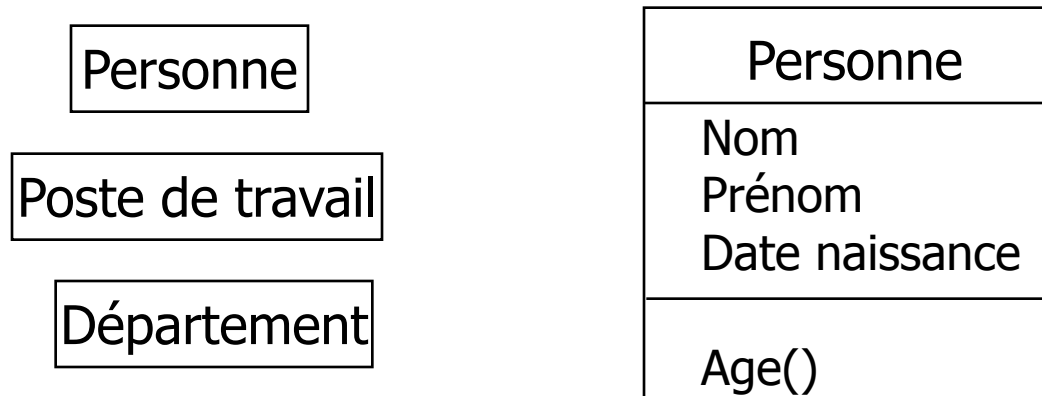 Personne
Poste de travail
Département
Personne
Nom
Prénom
Date naissance
Age()